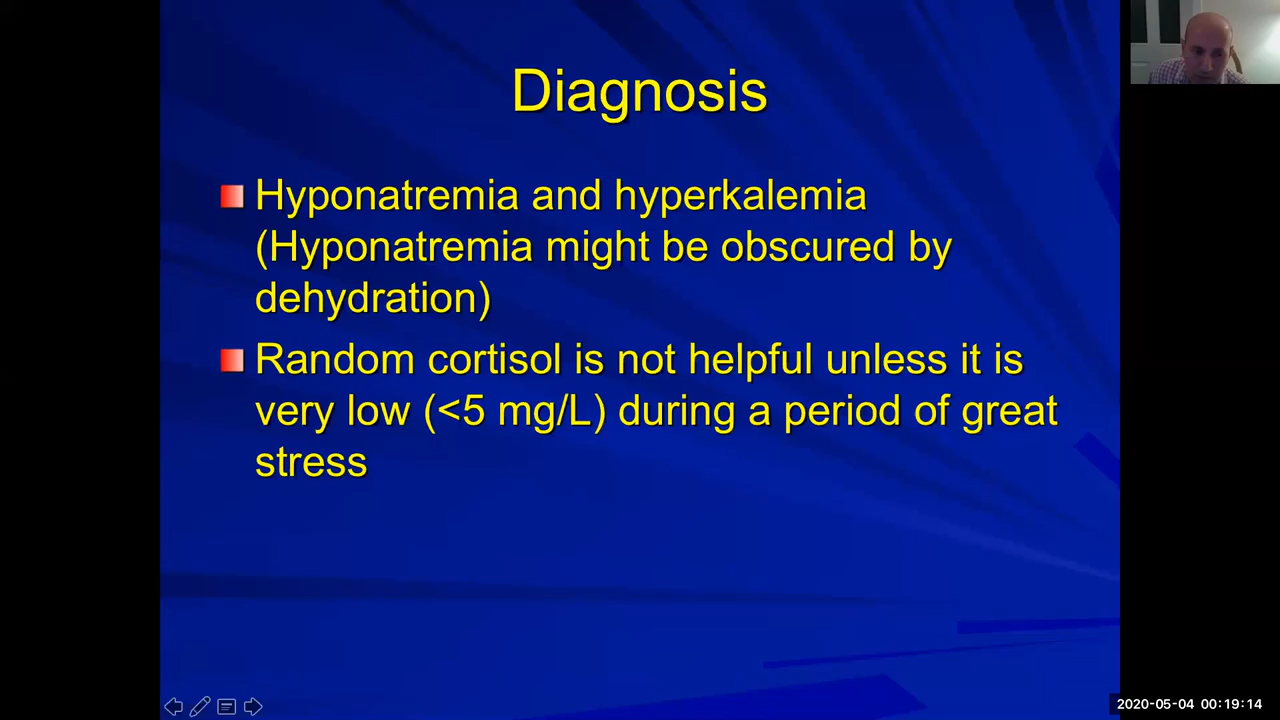 Diagnosis
Hyponatremia and hyperkalemia
(Hyponatremia might be obscured by
dehydration)
Random cortisol is not helpful unless it is
very low (<5 mg/L) during a period of great
stress
2020-05-04 00:19:14